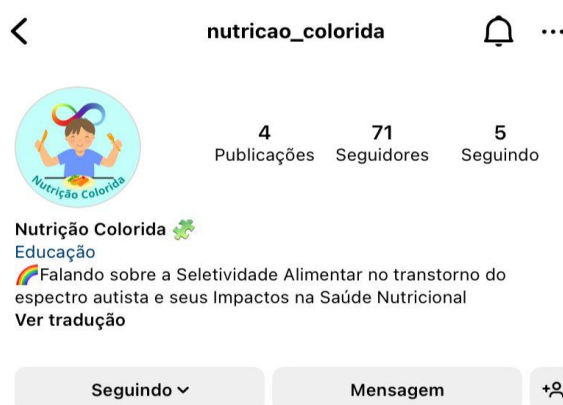 nutricao_colorida
4
71
5
Publicações
Seguidores
Seguindo
Nutrição Colorida
Nutrição Colorida
Educação
Falando sobre a Seletividade Alimentar no transtorno do
espectro autista e seus Impactos na Saúde Nutricional
Ver tradução
Seguindo
Mensagem